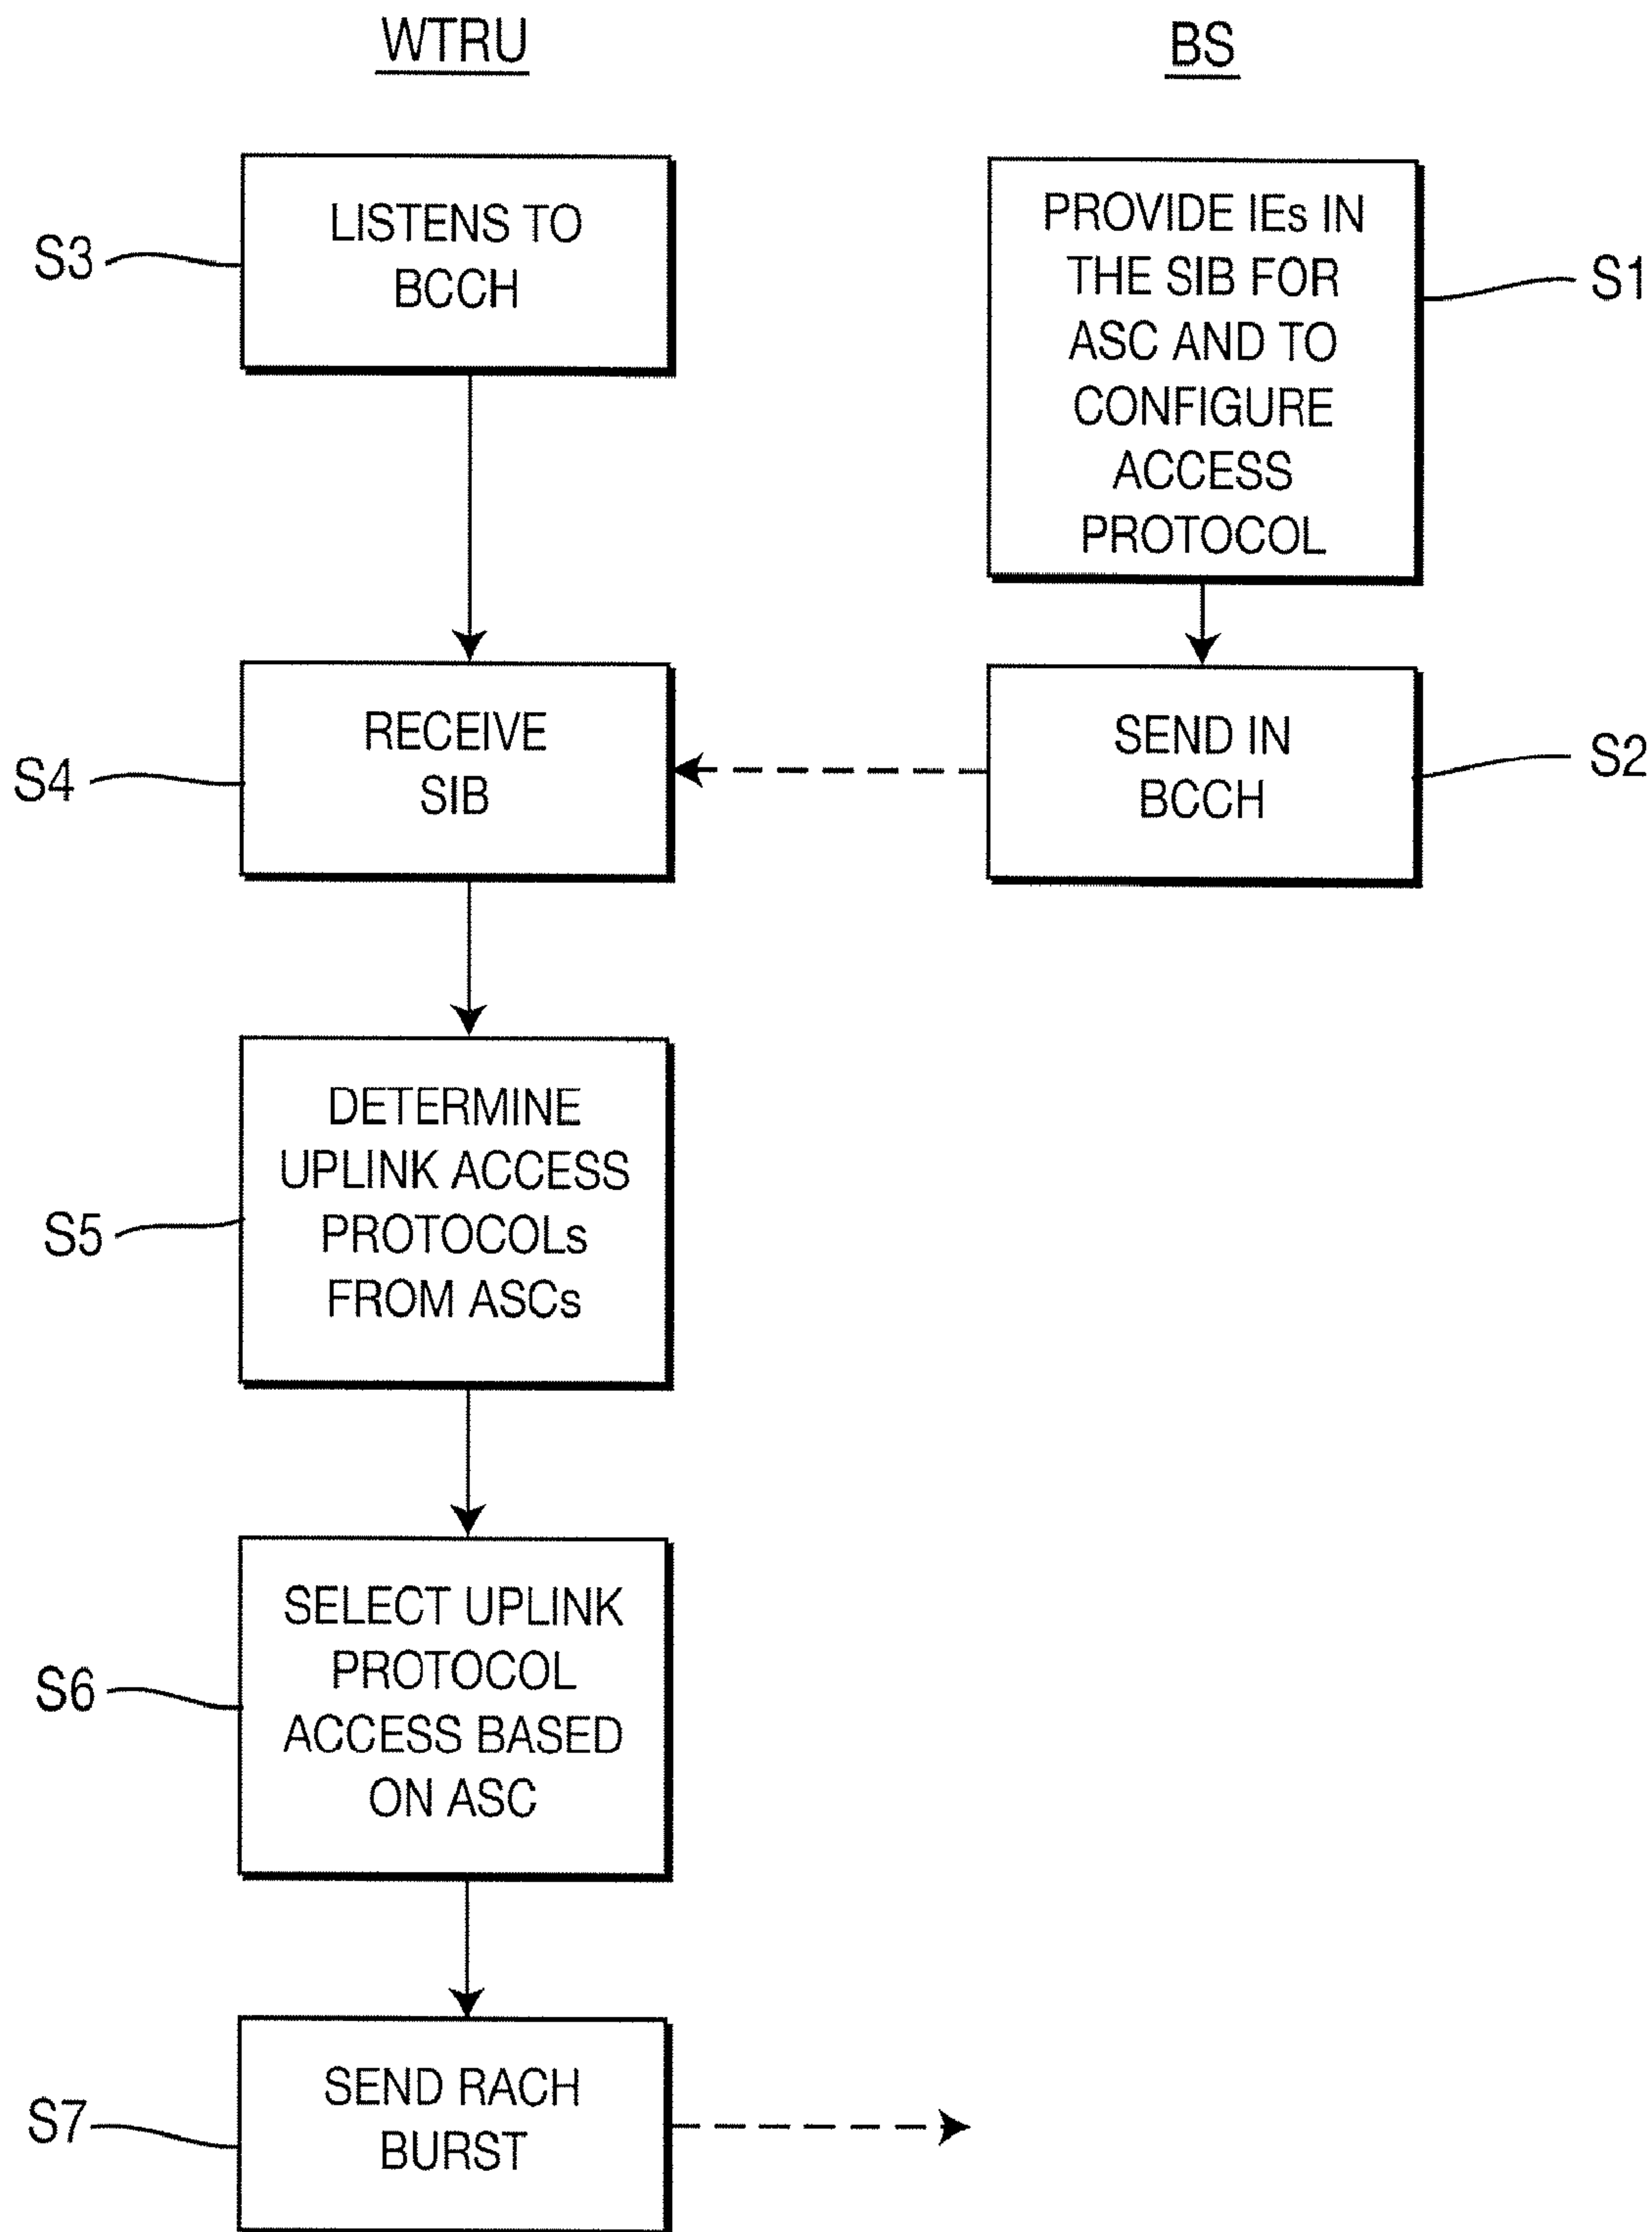 WTRU
BS
S3
LISTENS TO
BCCH
PROVIDE IEs IN
THE SIB FOR
ASC AND TO
CONFIGURE
ACCESS
PROTOCOL
S1
S4
RECEIVE
SIB
SEND IN
BCCH
S2
S5
DETERMINE
UPLINK ACCESS
PROTOCOLs
FROM ASCs
S6
SELECT UPLINK
PROTOCOL
ACCESS BASED
ON ASC
S7
SEND RACH
BURST